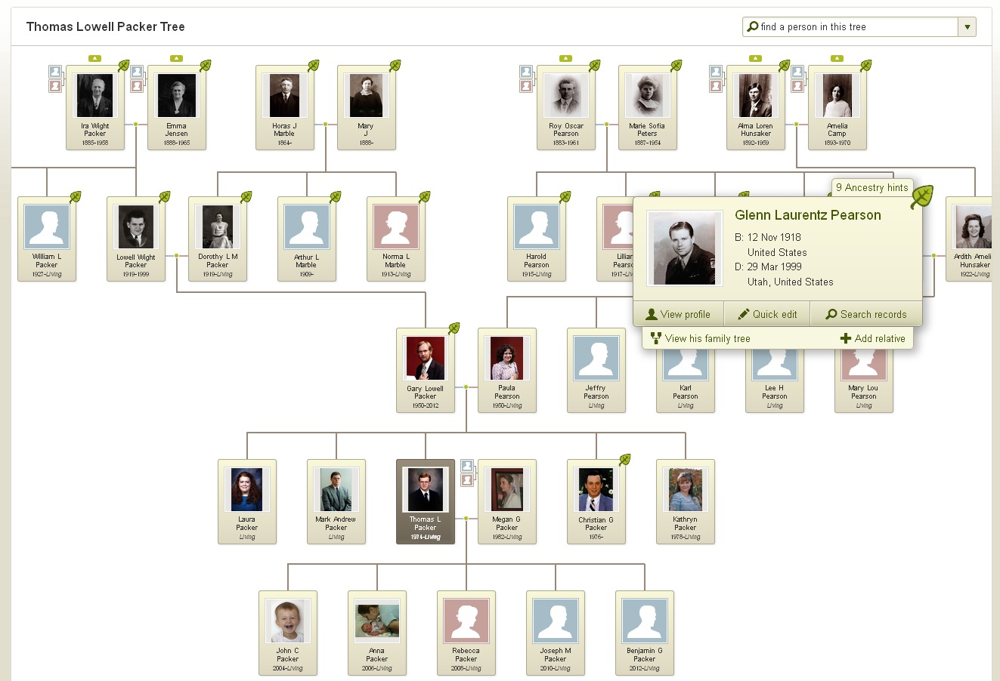 Thomas Lowell Packer Tree
find a person in this tree
Ira Wight
Packer
1885-1958
Emma
Jensen
1888-1965
Horas J
Marble
1864-
Mary
J
1888-
Roy Oscar
Pearson
1883-1961
Marie Sofia
Peters
1887-1954
Alma Loren
Hunsaker
1892-1959
Amelia
Camp
1893-1970
William L
Packer
1927-Living
Lowell Wight
Packer
1919-1999
Dorothy L M
Packer
1919-Living
Arthur L
Marble
1909-
Norma L
Marble
1913-Living
Harold
Pearson
1915-Living
Lillian
Pearso
1917-Li
9 Ancestry hints
Glenn Laurentz Pearson
B: 12 Nov 1918
United States
D: 29 Mar 1999
Utah, United States
View profile
Quick edit
Search records
View his family tree
Add relative
Ardith Ameli
Hunsaker
1922-Living
Gary Lowell
Packer
1950-2012
Paula
Pearson
1950-Living
Jeffry
Pearson
Living
Karl
Pearson
Living
Lee H
Pearson
Living
Mary Lou
Pearson
Living
Laura
Packer
Living
Mark Andrew
Packer
Living
Thomas L
Packer
1974-Living
Megan G
Packer
1982-Living
Christian G
Packer
1976-
Kathryn
Packer
1978-Living
John C
Packer
2004-Living
Anna
Packer
2006-Living
Rebecca
Packer
2008-Living
Joseph M
Packer
2010-Living
Benjamin G
Packer
2012-Living